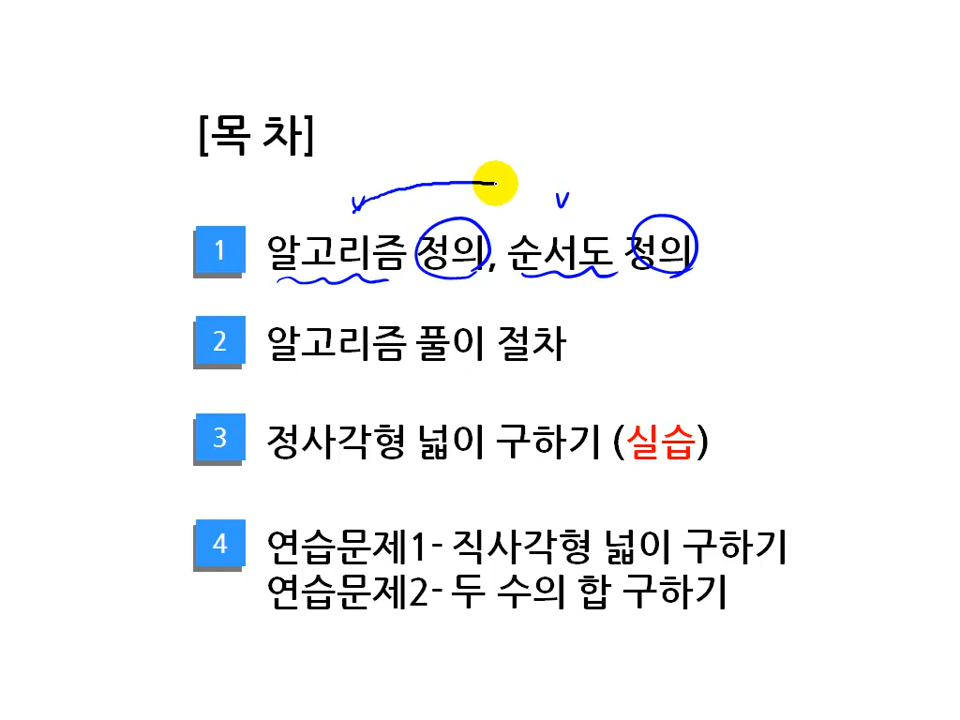 [목 차]
1 알고리즘 정의, 순서도 정의
2 알고리즘 풀이 절차
3 정사각형 넓이 구하기 (실습)
4 연습문제1- 직사각형 넓이 구하기
연습문제2- 두 수의 합 구하기